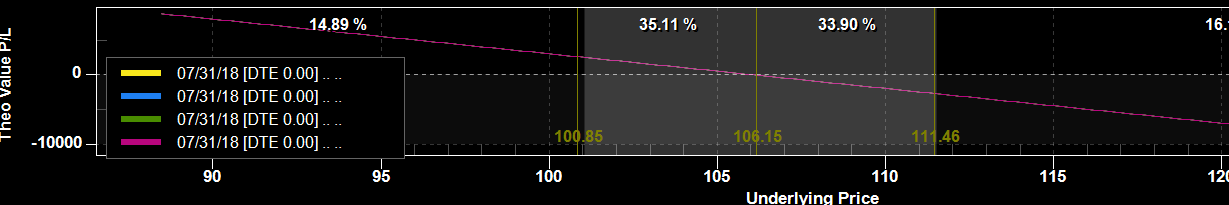 14.89 % 35.11 % 33.90 % 16.
Theo Value P/L
0
07/31/18 [DTE 0.00] .. ..
07/31/18 [DTE 0.00] .. ..
07/31/18 [DTE 0.00] .. ..
07/31/18 [DTE 0.00] .. ..
-10000
100.85 106.15 111.46
90 95 100 105 110 115 120
Underlying Price